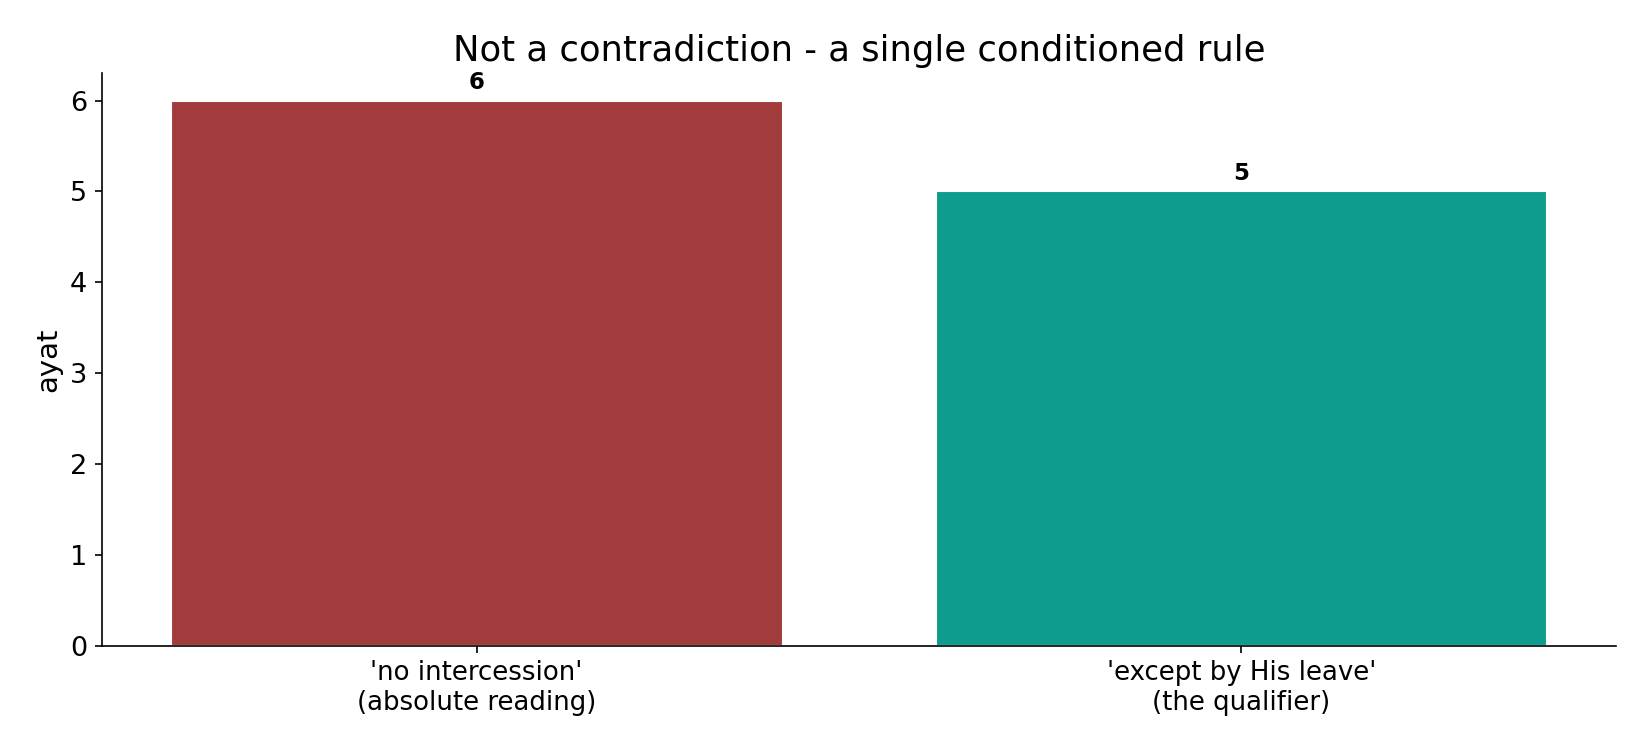 Not a contradiction - a single conditioned rule
6
5
ayat
6
5
4
3
2
1
0
'no intercession'
(absolute reading)
'except by His leave'
(the qualifier)